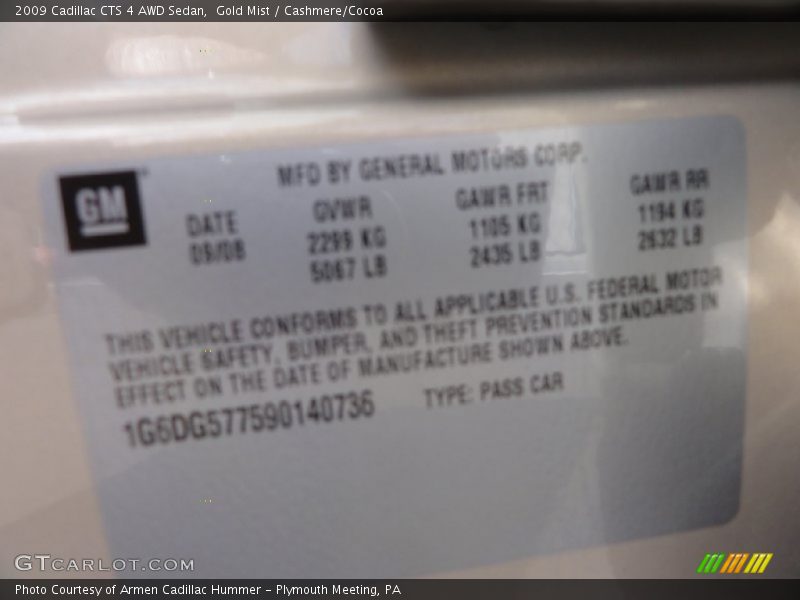 2009 Cadillac CTS 4 AWD Sedan,  Gold Mist / Cashmere/Cocoa
MFD BY GENERAL MOTORS CORP.
GM
DATE
09/08
GVWR
2299 KG
5067 LB
GAWR FRT
1105 KG
2435 LB
GAWR RR
1194 KG
2632 LB
THIS VEHICLE CONFORMS TO ALL APPLICABLE U.S. FEDERAL MOTOR
VEHICLE SAFETY, BUMPER, AND THEFT PREVENTION STANDARDS IN
EFFECT ON THE DATE OF MANUFACTURE SHOWN ABOVE.
1G6DG577590140736
TYPE: PASS CAR
GTCARLOT.COM
Photo Courtesy of Armen Cadillac Hummer - Plymouth Meeting, PA